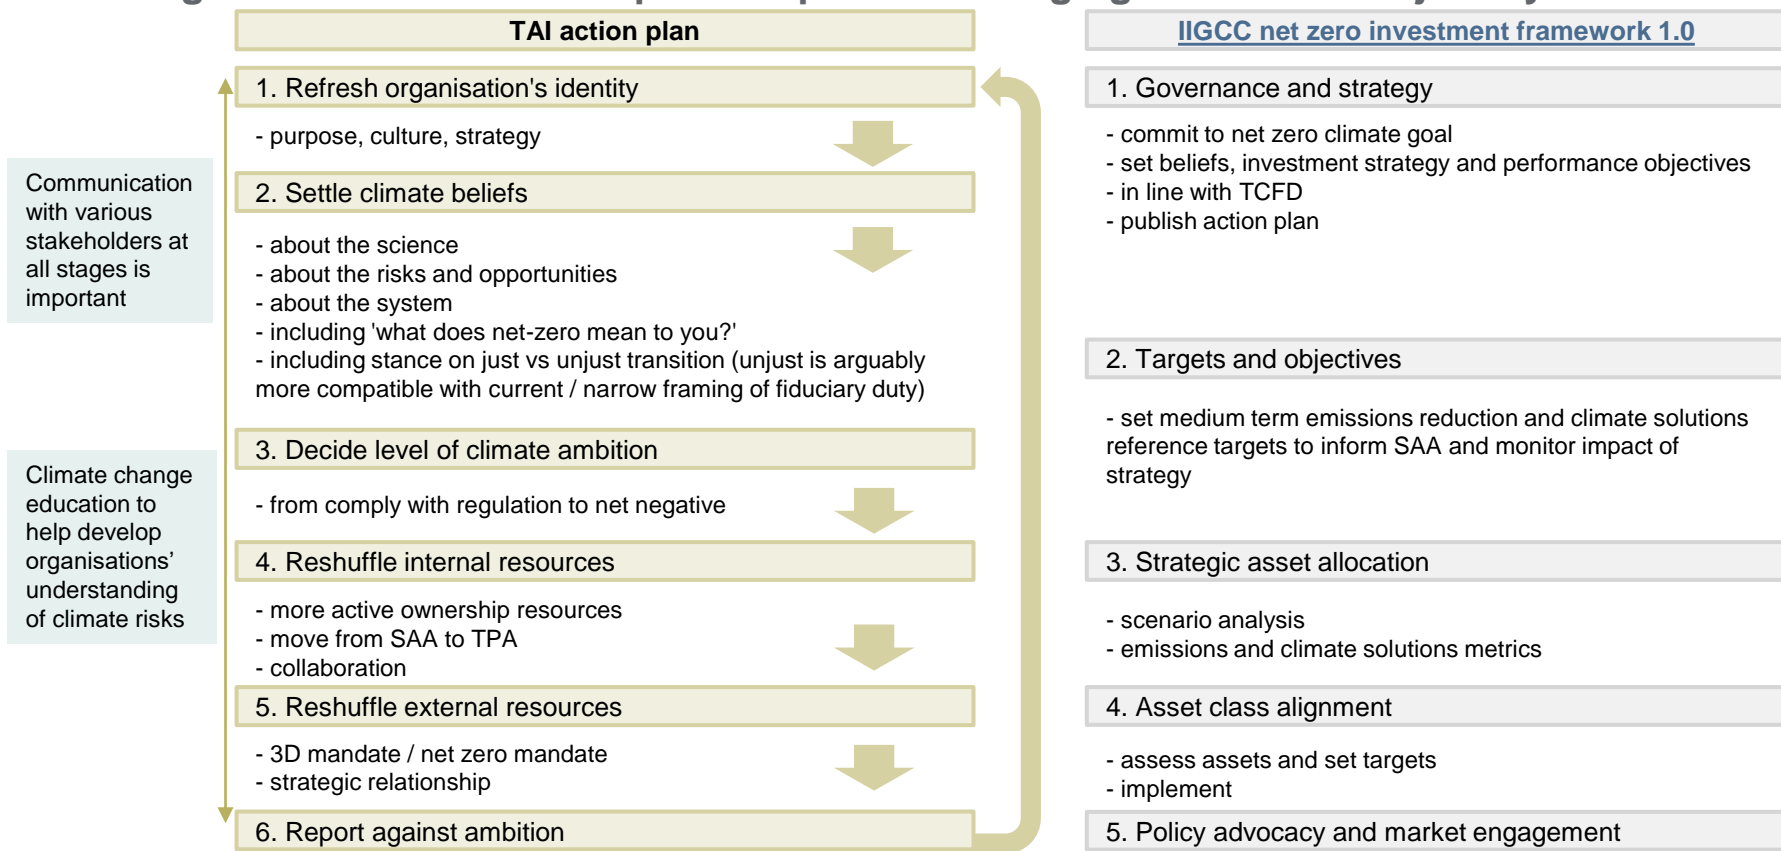 TAI action plan
IIGCC net zero investment framework 1.0
Communication
with various
stakeholders at
all stages is
important
Climate change
education to
help develop
organisations’
understanding
of climate risks
1. Refresh organisation's identity
- purpose, culture, strategy
2. Settle climate beliefs
- about the science
- about the risks and opportunities
- about the system
- including 'what does net-zero mean to you?'
- including stance on just vs unjust transition (unjust is arguably
more compatible with current / narrow framing of fiduciary duty)
3. Decide level of climate ambition
- from comply with regulation to net negative
4. Reshuffle internal resources
- more active ownership resources
- move from SAA to TPA
- collaboration
5. Reshuffle external resources
- 3D mandate / net zero mandate
- strategic relationship
6. Report against ambition
1. Governance and strategy
- commit to net zero climate goal
- set beliefs, investment strategy and performance objectives
- in line with TCFD
- publish action plan
2. Targets and objectives
- set medium term emissions reduction and climate solutions
reference targets to inform SAA and monitor impact of
strategy
3. Strategic asset allocation
- scenario analysis
- emissions and climate solutions metrics
4. Asset class alignment
- assess assets and set targets
- implement
5. Policy advocacy and market engagement